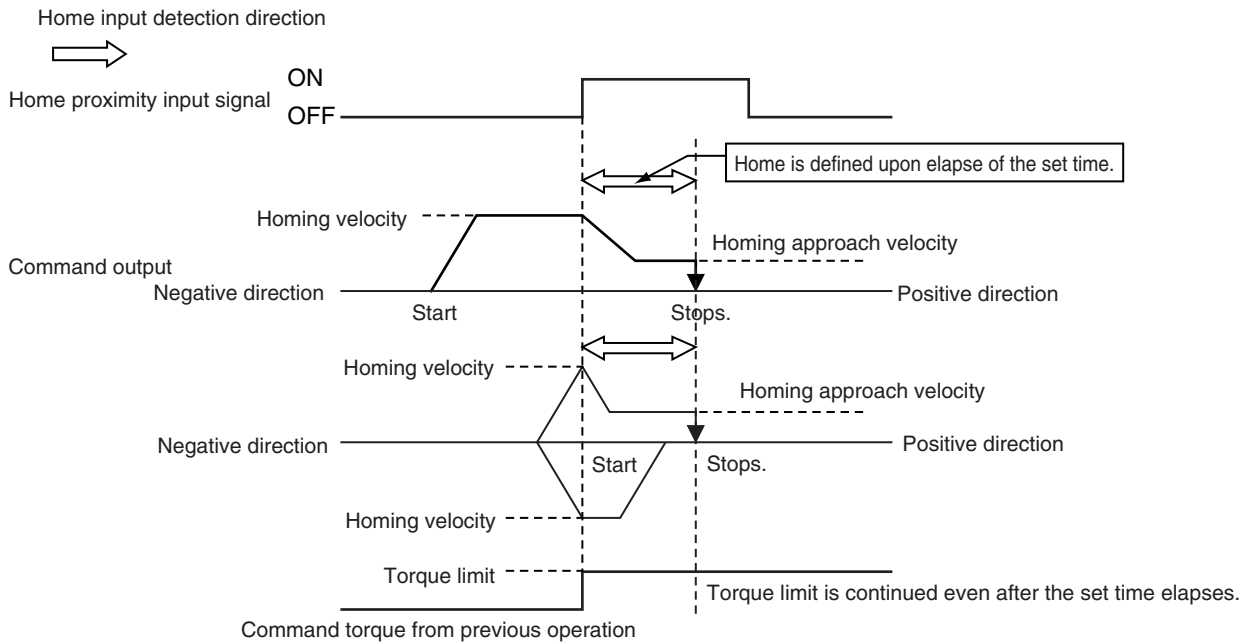 Home input detection direction
ON
Home proximity input signal
OFF
Home is defined upon elapse of the set time.
Homing velocity
Homing approach velocity
Command output
Negative direction
Positive direction
Start
Stops.
Homing velocity
Homing approach velocity
Negative direction
Positive direction
Start
Stops.
Homing velocity
Torque limit
Torque limit is continued even after the set time elapses.
Command torque from previous operation